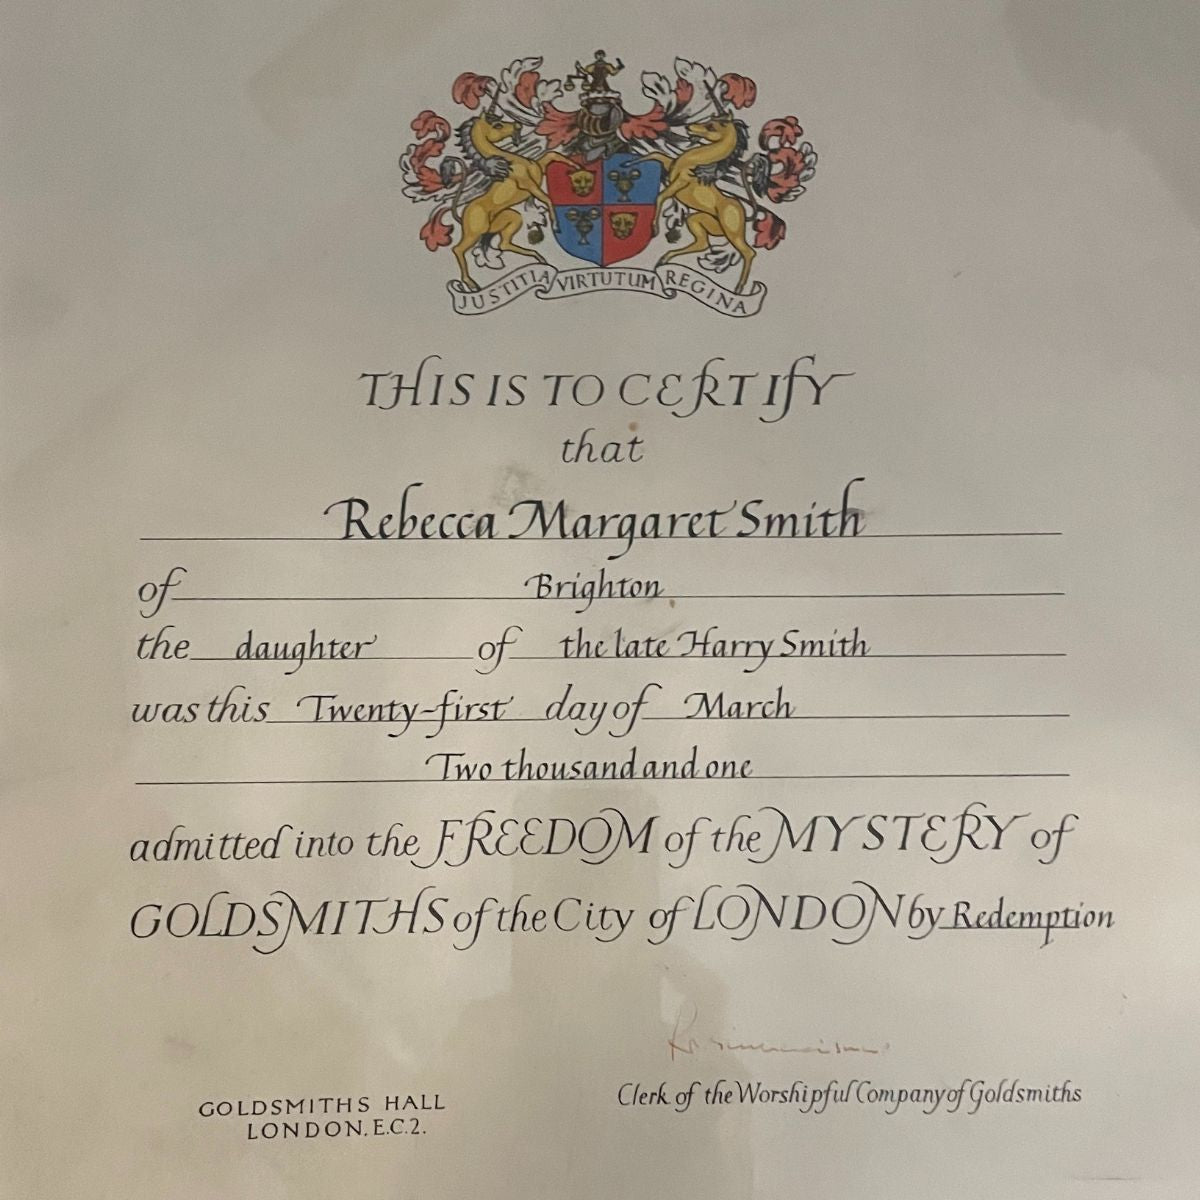 JUSTITIA VIRTUTUM REGINA
THIS IS TO CERTIFY
that
Rebecca Margaret Smith
of Brighton
the daughter of the late Harry Smith
was this Twenty-first day of March
Two thousand and one
admitted into the FREEDOM of the MYSTERY of
GOLDSMITHS of the City of LONDON by Redemption
Clerk of the Worshipful Company of Goldsmiths
GOLDSMITHS HALL
LONDON. E.C.2.